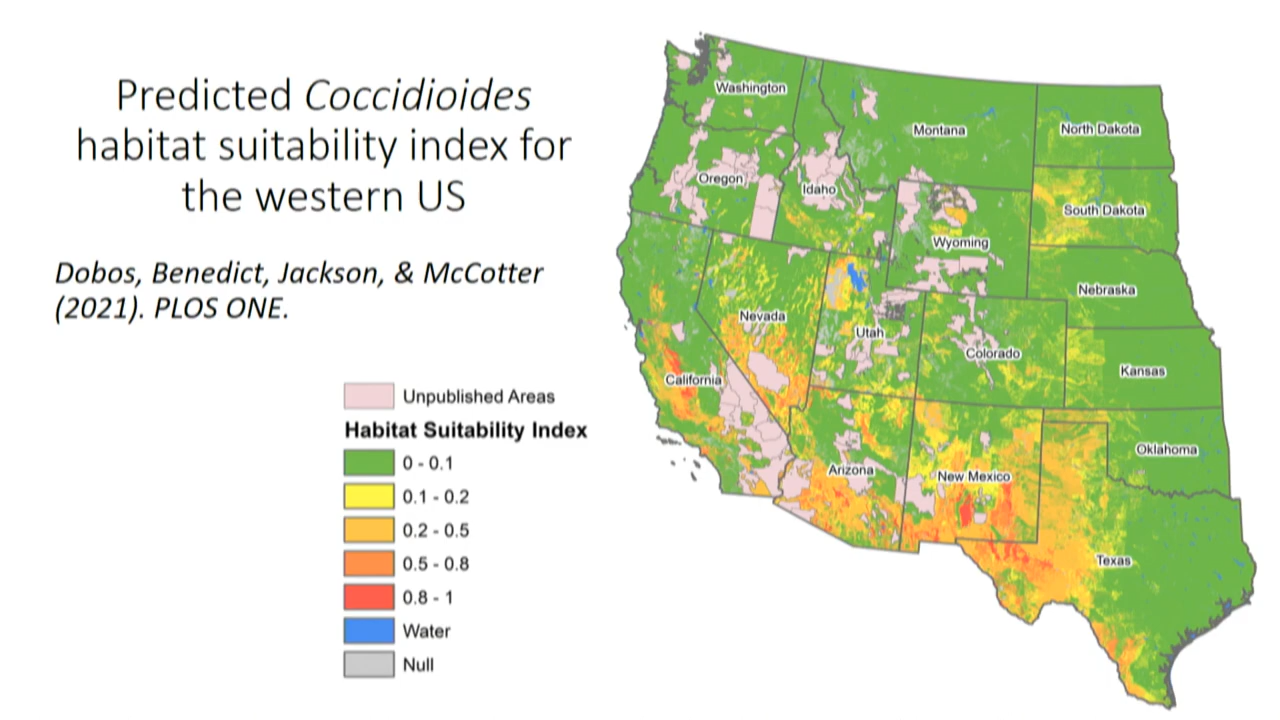 Predicted Coccidioides
habitat suitability index for
the western US
Dobos, Benedict, Jackson, & McCotter
(2021). PLOS ONE.
Unpublished Areas
Habitat Suitability Index
0 - 0.1
0.1 - 0.2
0.2 - 0.5
0.5 - 0.8
0.8 - 1
Water
Null
Washington
Montana
North Dakota
Oregon
Idaho
South Dakota
Wyoming
Nebraska
Nevada
Utah
Colorado
Kansas
California
Oklahoma
Arizona
New Mexico
Texas